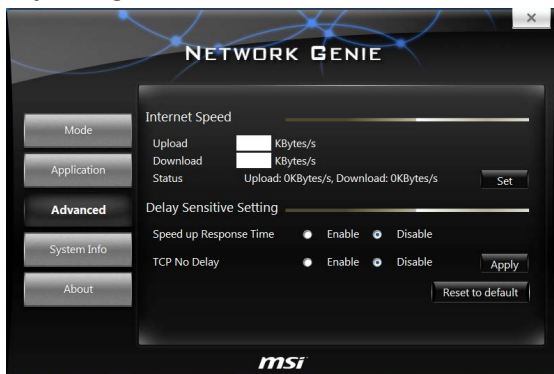 NETWORK GENIE
Mode
Application
Advanced
System Info
About
Internet Speed
Upload KBytes/s
Download KBytes/s
Status Upload: 0KBytes/s, Download: 0KBytes/s Set
Delay Sensitive Setting
Speed up Response Time Enable Disable
TCP No Delay Enable Disable Apply
Reset to default
msi